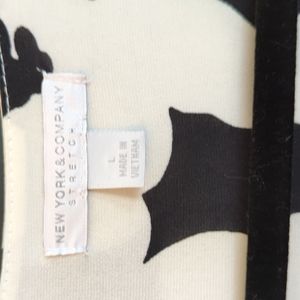 NEW YORK & COMPANY
STRETCH
L
MADE IN
VIETNAM